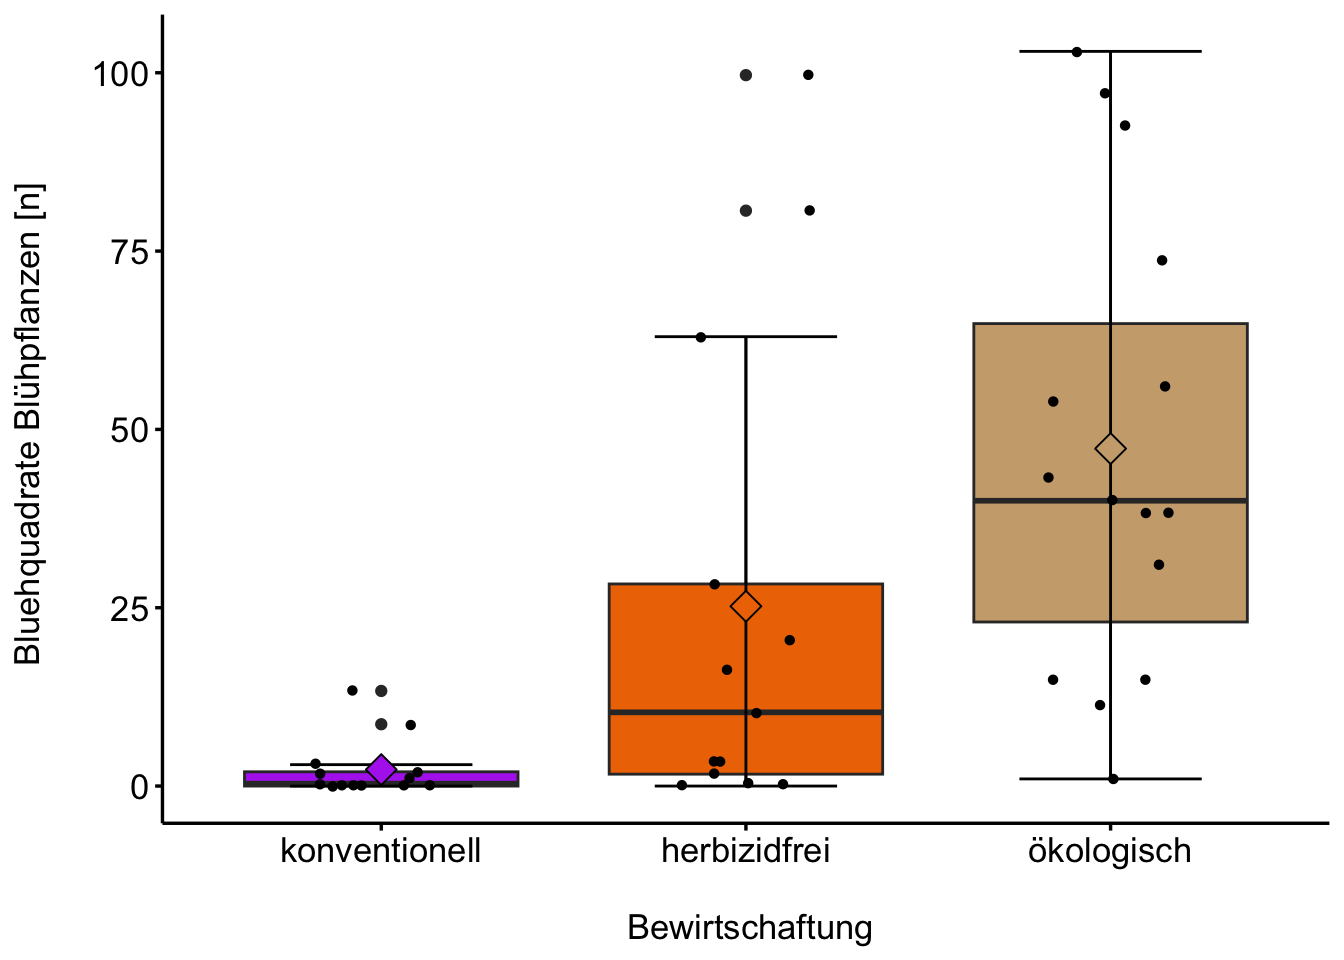 Bluehquadrate Blühpflanzen [n]
100
75
50
25
0
konventionell herbizidfrei ökologisch
Bewirtschaftung